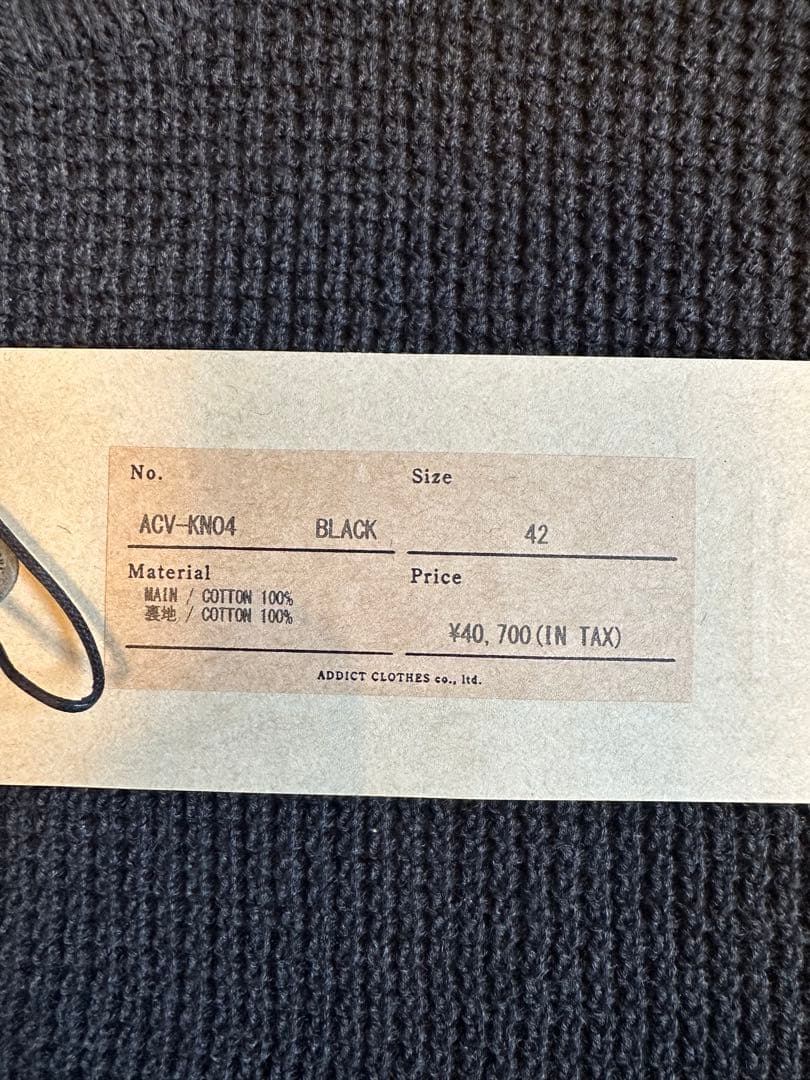 No.
Size
ACV-KN04 BLACK
42
Material
Price
MAIN / COTTON 100%
裏地 / COTTON 100%
¥40,700(IN TAX)
ADDICT CLOTHES co., ltd.